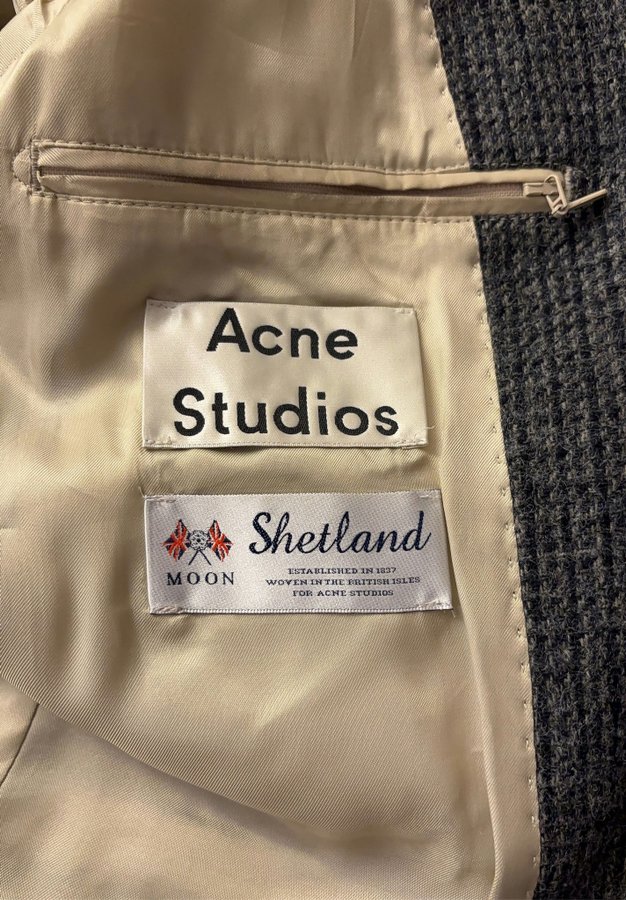 Acne
Studios
Shetland
MOON
ESTABLISHED IN 1837
WOVEN IN THE BRITISH ISLES
FOR ACNE STUDIOS